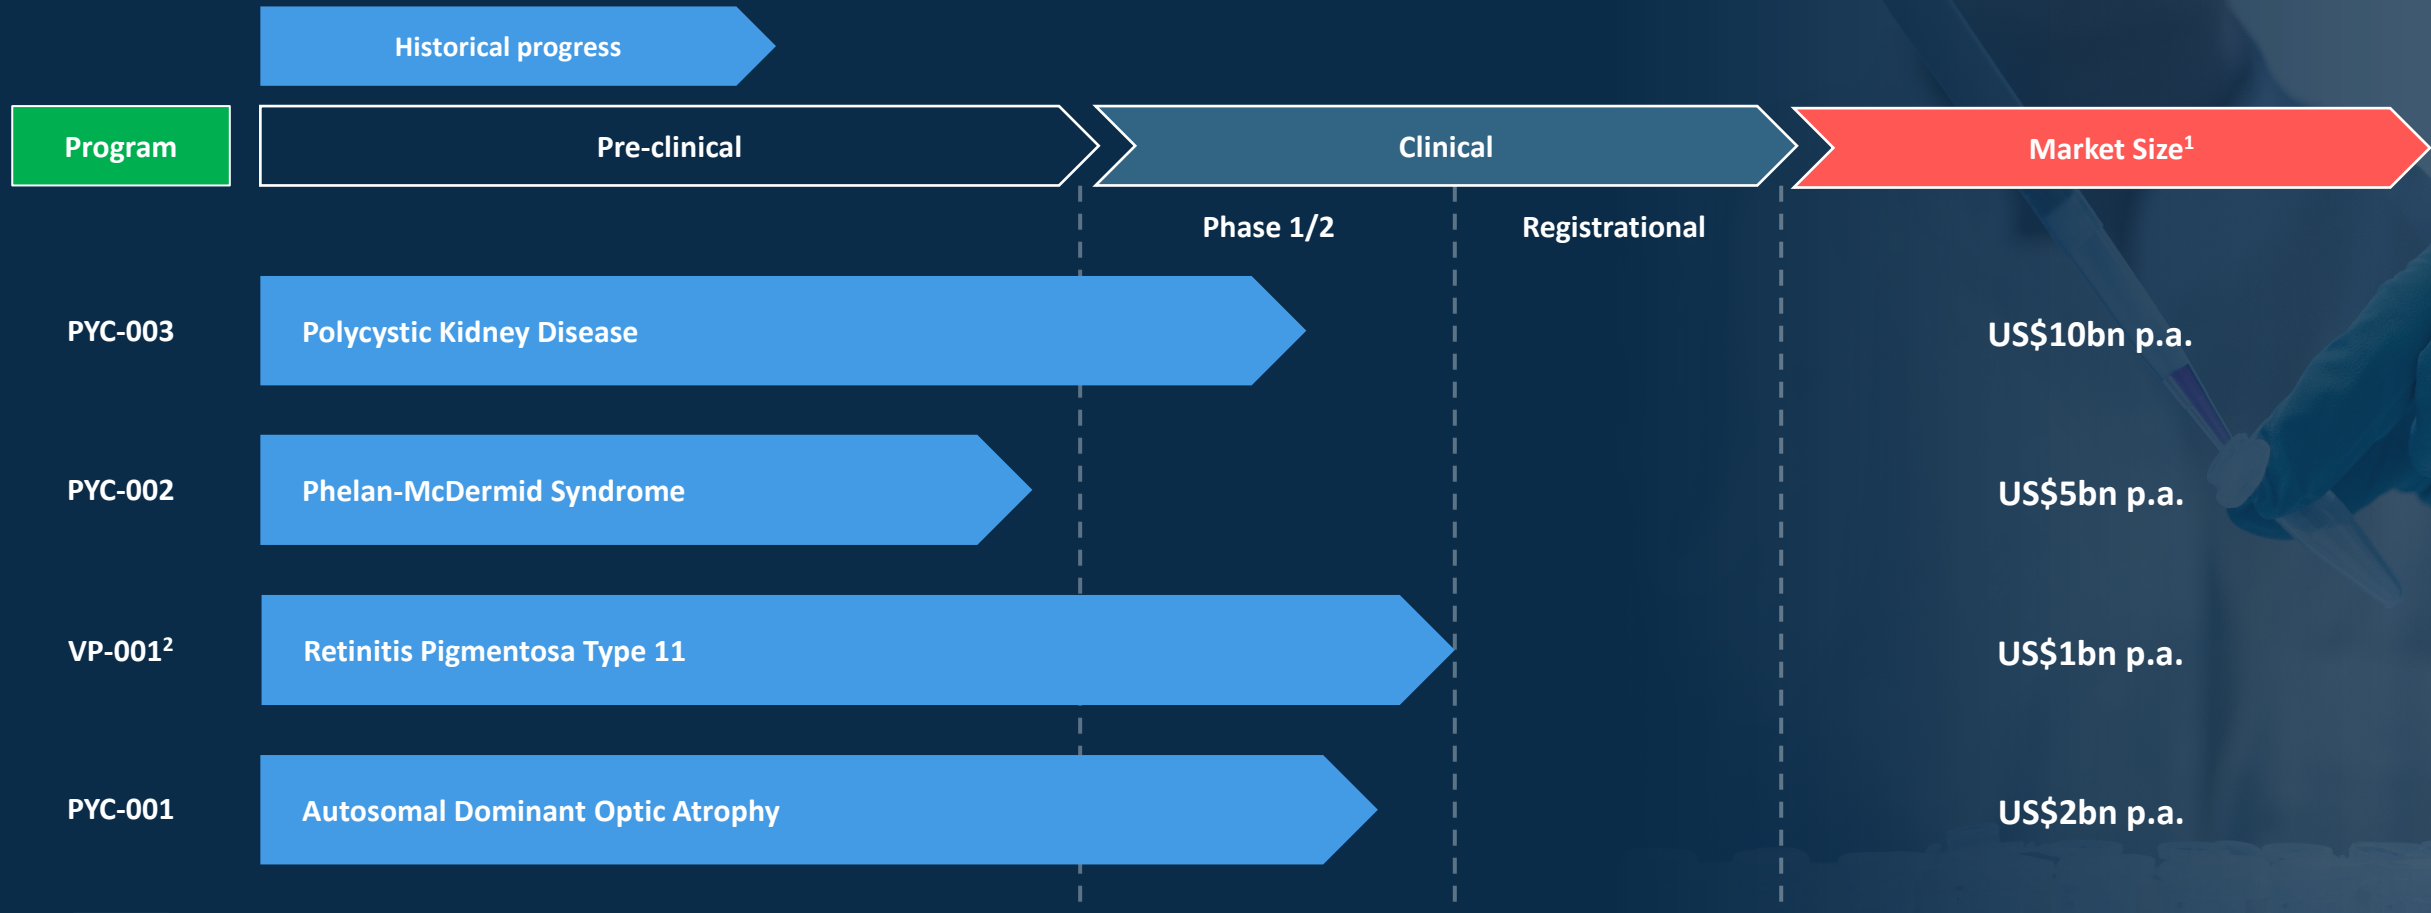 Historical progress
Program
Pre-clinical
Clinical
Market Size¹
Phase 1/2
Registrational
PYC-003
Polycystic Kidney Disease
US$10bn p.a.
PYC-002
Phelan-McDermid Syndrome
US$5bn p.a.
VP-001²
Retinitis Pigmentosa Type 11
US$1bn p.a.
PYC-001
Autosomal Dominant Optic Atrophy
US$2bn p.a.